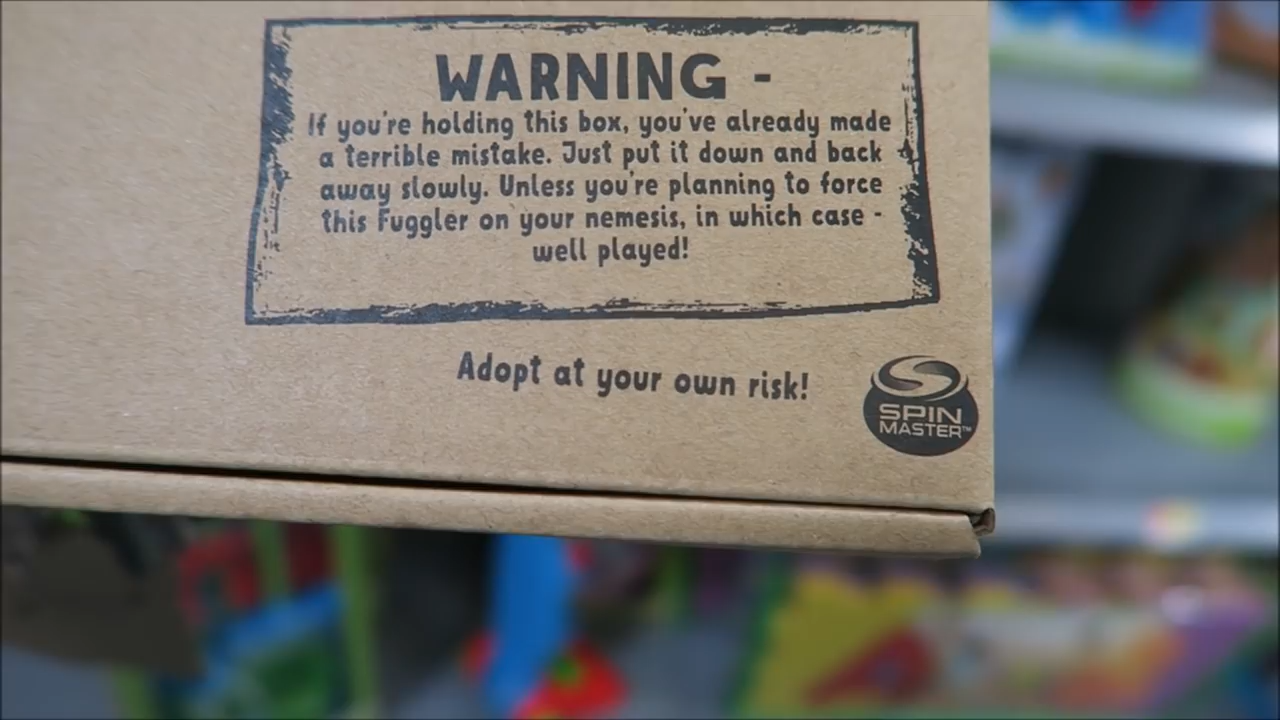 WARNING -
If you're holding this box, you've already made
a terrible mistake. Just put it down and back
away slowly. Unless you're planning to force
this Fuggler on your nemesis, in which case -
well played!
Adopt at your own risk!
SPIN
MASTER™